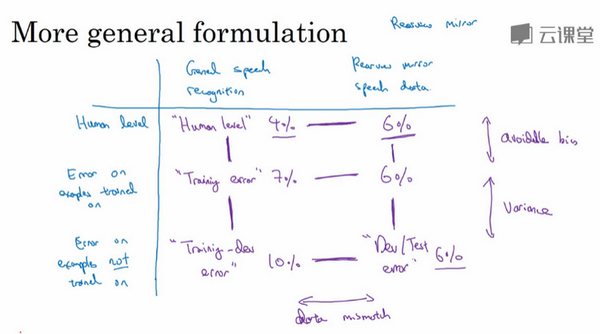 More general formulation
Rearview mirror
云课堂
General speech recognition
Rearview mirror speech data
Human level
"Human level" 4% 6%
avoidable bias
Error on examples trained on
"Training error" 7% 6%
Variance
Error on examples not trained on
"Training-dev error" 10%
"Dev/Test error" 6%
data mismatch